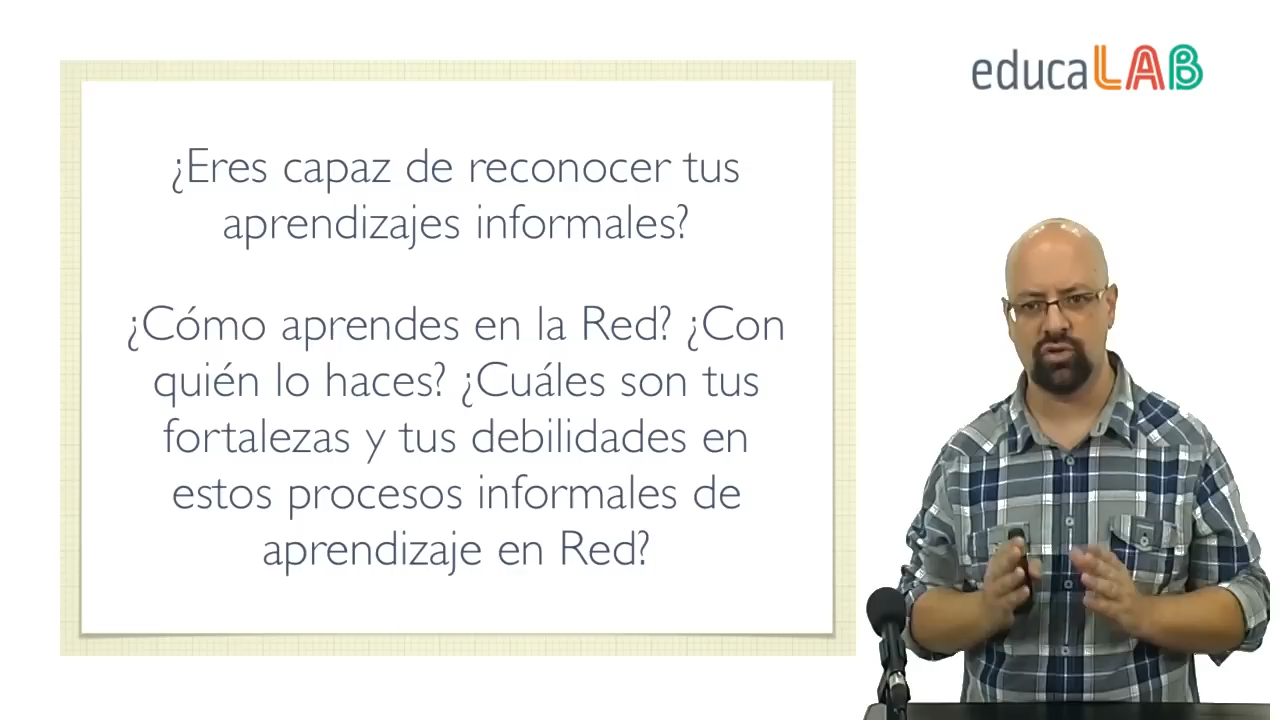 educaLAB
¿Eres capaz de reconocer tus
aprendizajes informales?
¿Cómo aprendes en la Red? ¿Con
quién lo haces? ¿Cuáles son tus
fortalezas y tus debilidades en
estos procesos informales de
aprendizaje en Red?